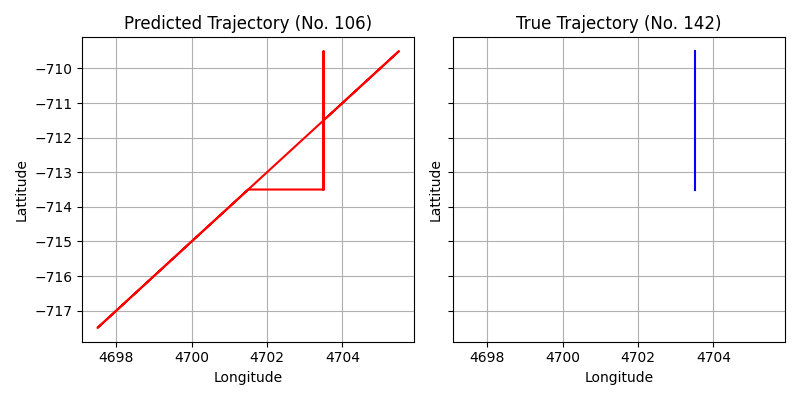 Predicted Trajectory (No. 106)
True Trajectory (No. 142)
−710
−711
−712
−713
−714
−715
−716
−717
Lattitude
Lattitude
4698 4700 4702 4704
4698 4700 4702 4704
Longitude
Longitude